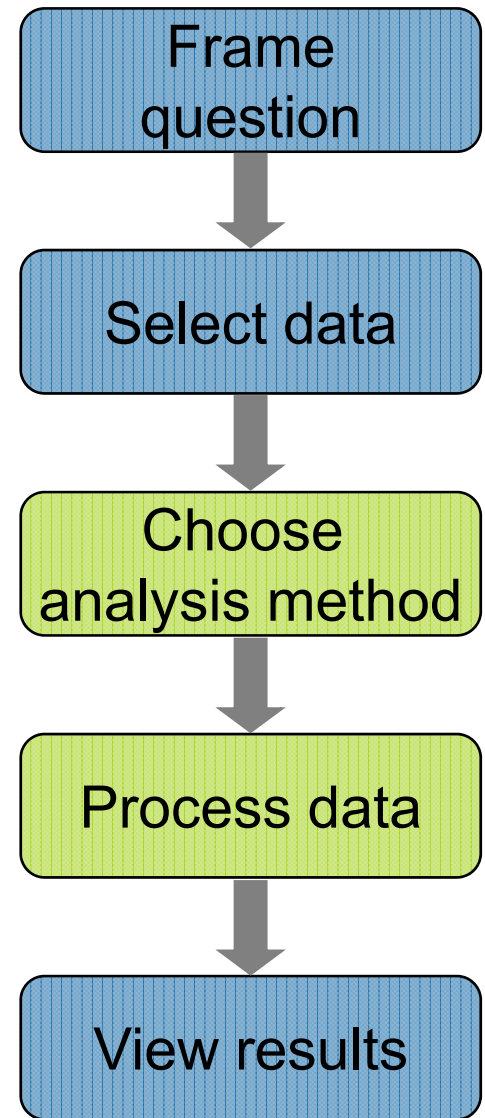 Frame
question
Select data
Choose
analysis method
Process data
View results